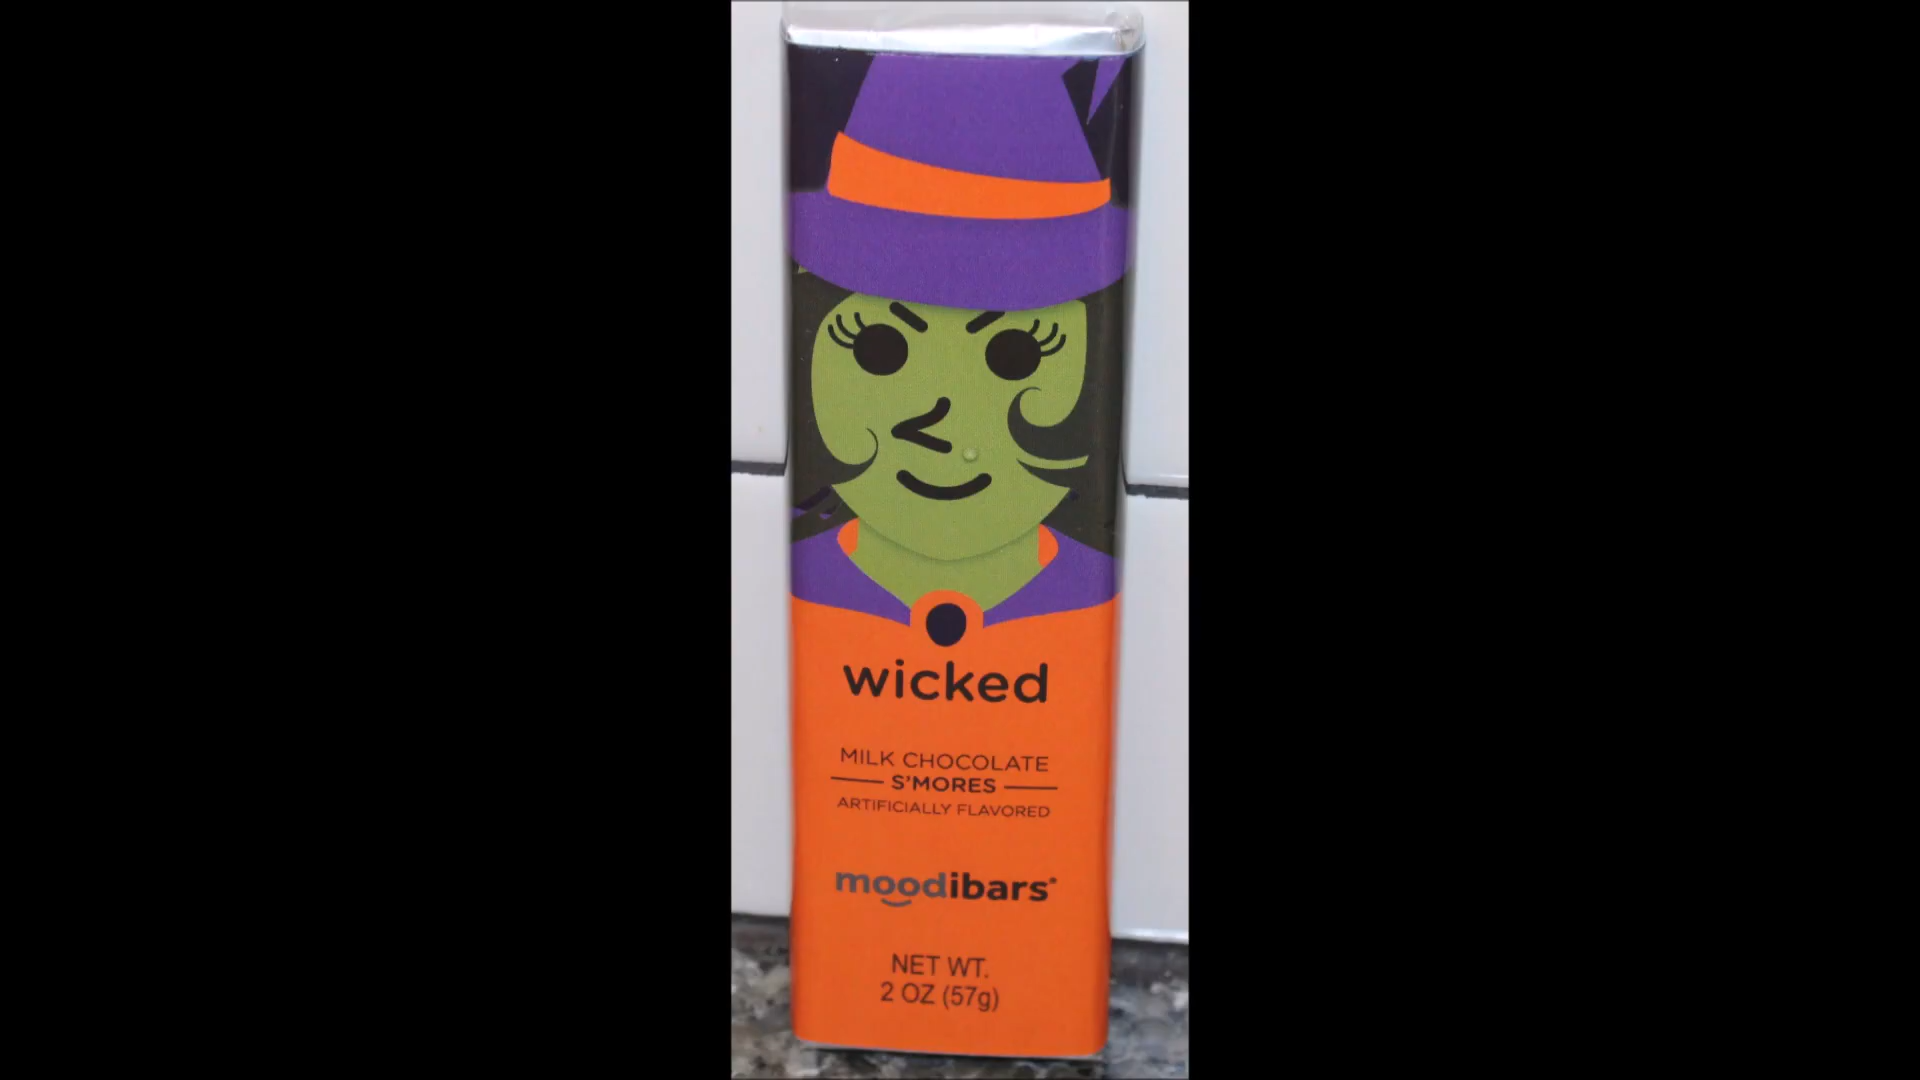 wicked
MILK CHOCOLATE
S'MORES
ARTIFICIALLY FLAVORED
moodibars®
NET WT.
2 OZ (57g)